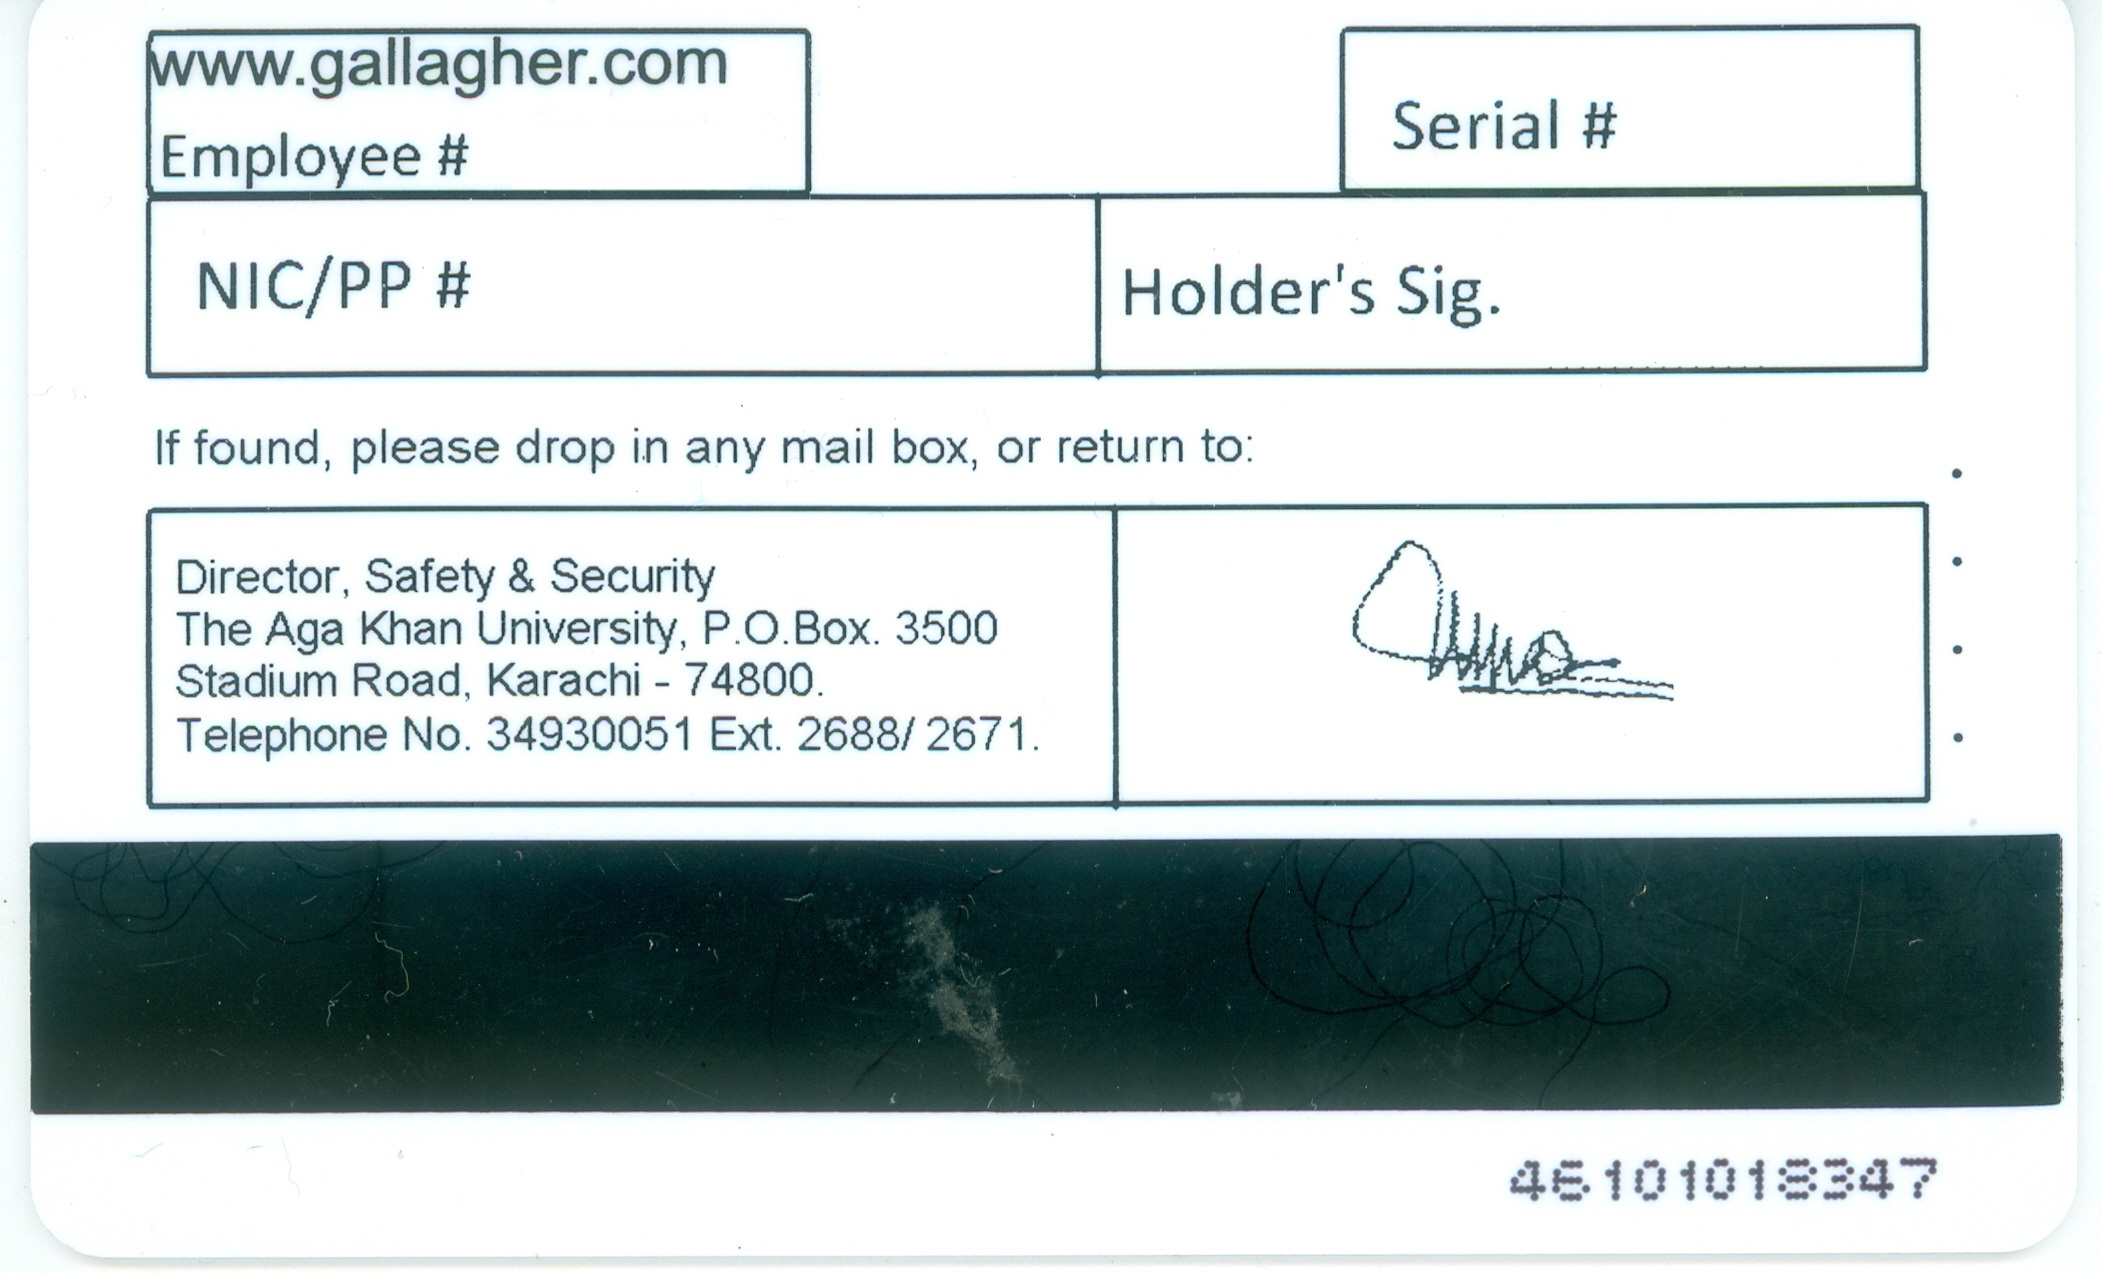 www.gallagher.com
Employee #
Serial #
NIC/PP #
Holder's Sig.
If found, please drop in any mail box, or return to:
Director, Safety & Security
The Aga Khan University, P.O.Box. 3500
Stadium Road, Karachi - 74800.
Telephone No. 34930051 Ext. 2688/ 2671.
46101018347